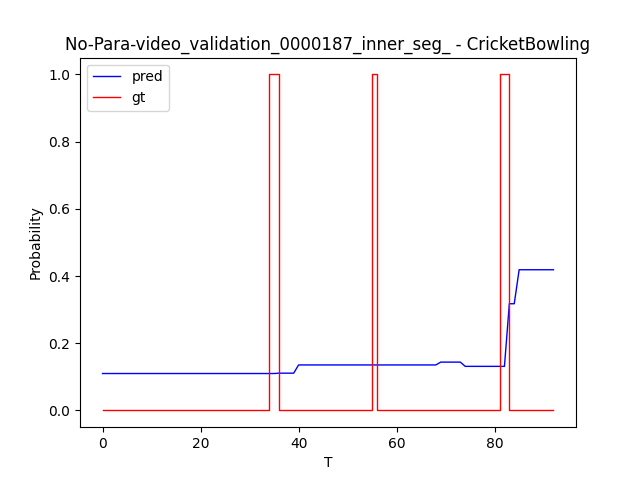 No-Para-video_validation_0000187_inner_seg_ - CricketBowling
pred
gt
1.0
0.8
0.6
0.4
0.2
0.0
Probability
0
20
40
60
80
T